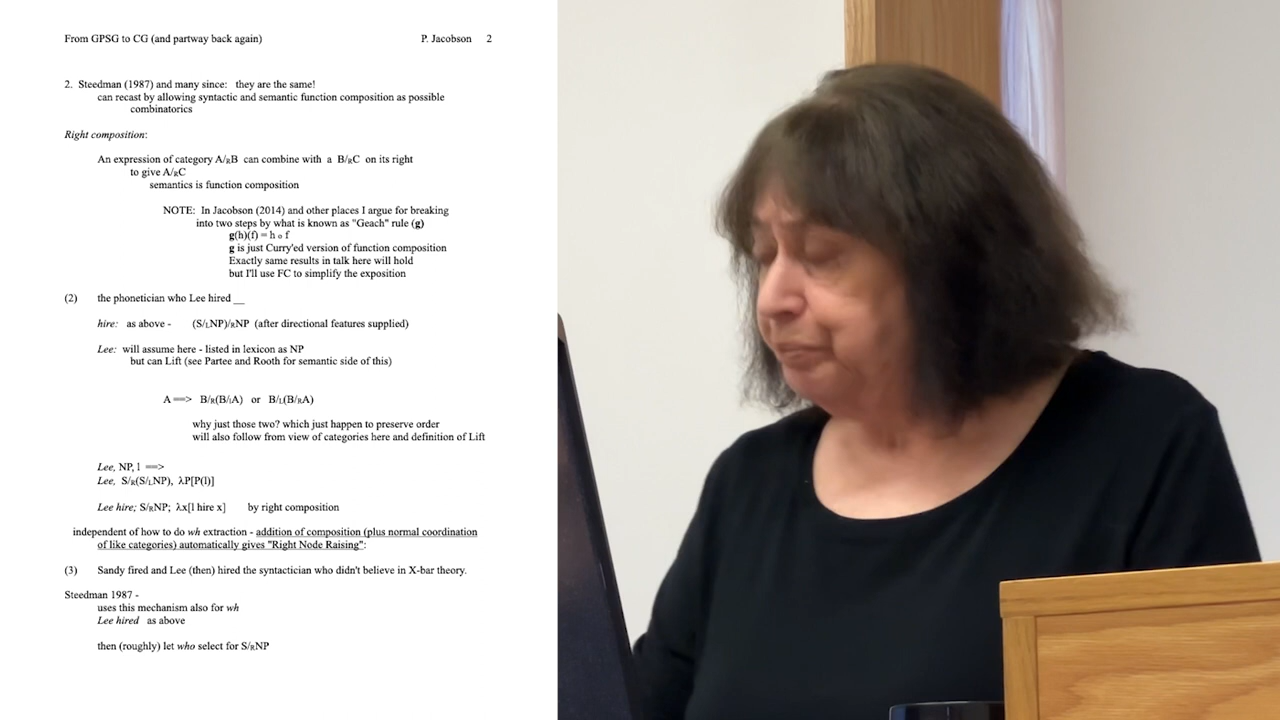 From GPSG to CG (and partway back again) P. Jacobson 2
2. Steedman (1987) and many since: they are the same!
can recast by allowing syntactic and semantic function composition as possible
combinatorics
Right composition:
An expression of category A/RB can combine with a B/RC on its right
to give A/RC
semantics is function composition
NOTE: In Jacobson (2014) and other places I argue for breaking
into two steps by what is known as "Geach" rule (g)
g(h)(f) = h ∘ f
g is just Curry'ed version of function composition
Exactly same results in talk here will hold
but I'll use FC to simplify the exposition
(2) the phonetician who Lee hired __
hire: as above - (S/LNP)/RNP (after directional features supplied)
Lee: will assume here - listed in lexicon as NP
but can Lift (see Partee and Rooth for semantic side of this)
A ==> B/R(B/lA) or B/L(B/RA)
why just those two? which just happen to preserve order
will also follow from view of categories here and definition of Lift
Lee, NP, l ==>
Lee, S/R(S/LNP), λP[P(l)]
Lee hire; S/RNP; λx[l hire x] by right composition
independent of how to do wh extraction - addition of composition (plus normal coordination
of like categories) automatically gives "Right Node Raising":
(3) Sandy fired and Lee (then) hired the syntactician who didn't believe in X-bar theory.
Steedman 1987 -
uses this mechanism also for wh
Lee hired as above
then (roughly) let who select for S/RNP